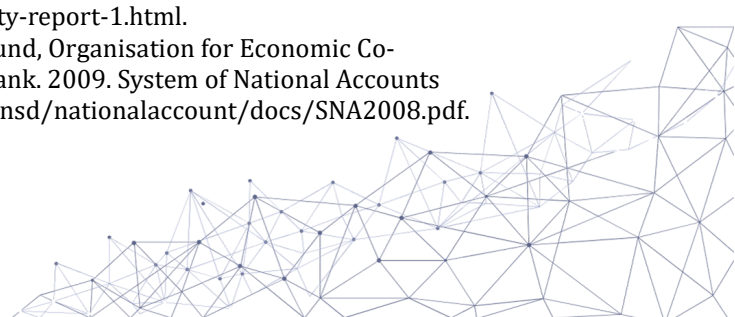 ty-report-1.html.
und, Organisation for Economic Co-
ank. 2009. System of National Accounts
nsd/nationalaccount/docs/SNA2008.pdf.